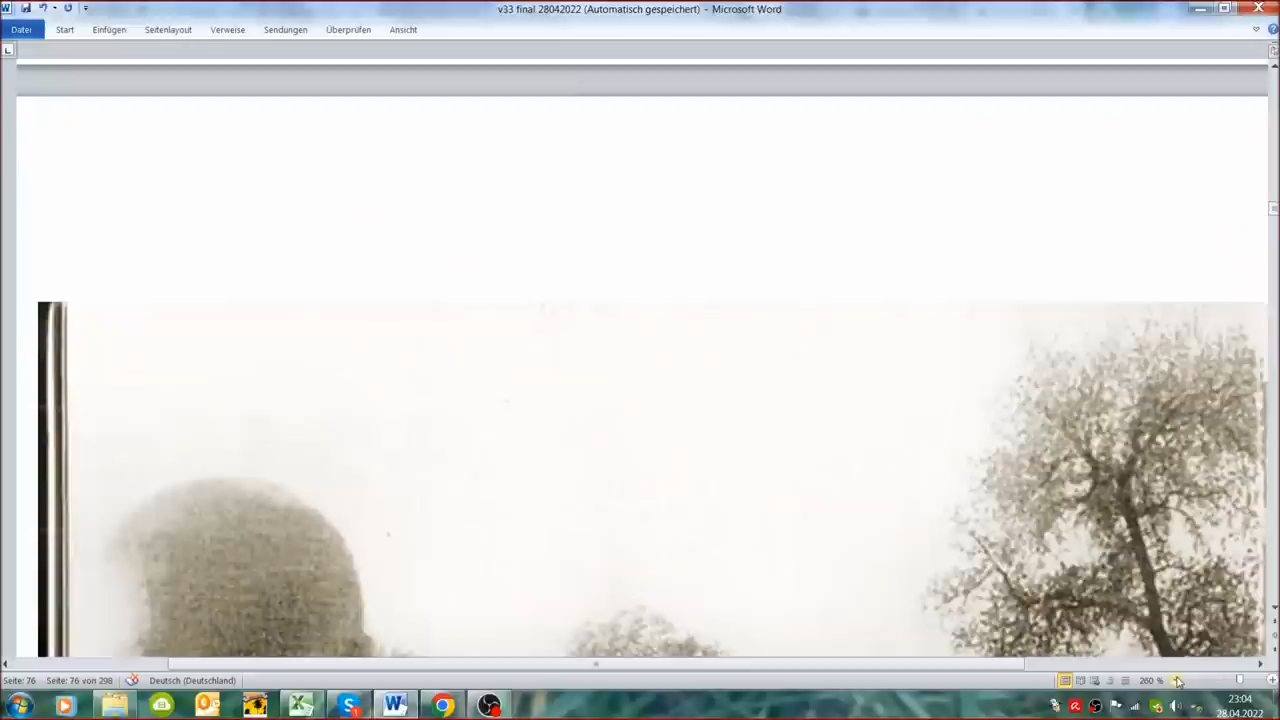 v33 final 28042022 (Automatisch gespeichert) - Microsoft Word
Datei Start Einfügen Seitenlayout Verweise Sendungen Überprüfen Ansicht
Seite: 76 Seite: 76 von 298 Deutsch (Deutschland) 260 %
23:04
28.04.2022